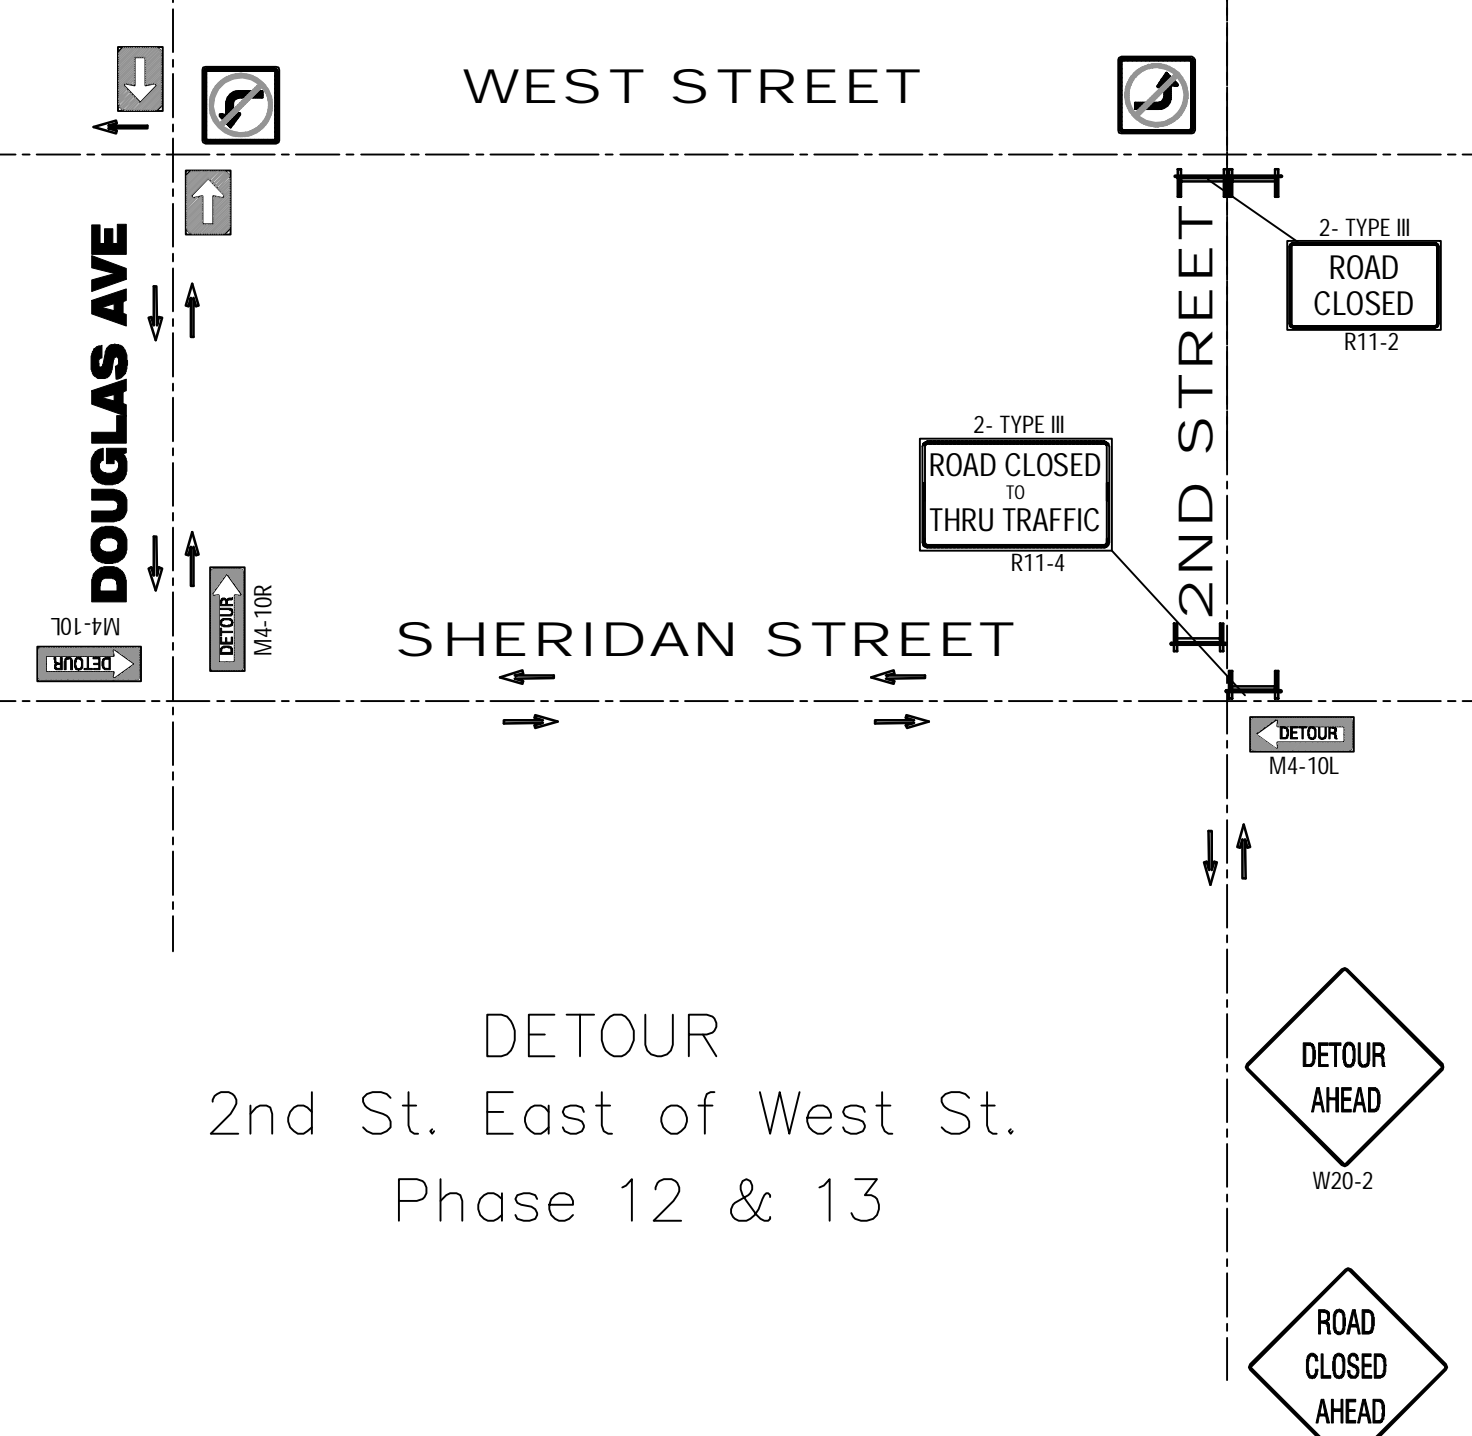 WEST STREET
2- TYPE III
ROAD
CLOSED
R11-2
DOUGLAS AVE
2ND STREET
2- TYPE III
ROAD CLOSED
TO
THRU TRAFFIC
R11-4
M4-10L
DETOUR
DETOUR
M4-10R
SHERIDAN STREET
DETOUR
M4-10L
DETOUR
2nd St. East of West St.
Phase 12 & 13
DETOUR
AHEAD
W20-2
ROAD
CLOSED
AHEAD